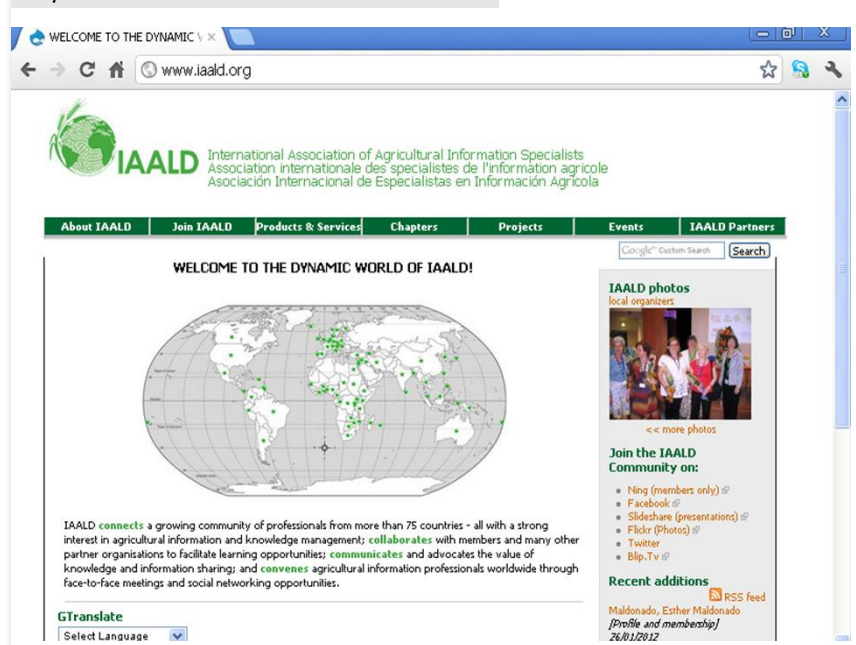 WELCOME TO THE DYNAMIC
www.iaald.org
IAALD
International Association of Agricultural Information Specialists
Association internationale des specialistes de l'information agricole
Asociación Internacional de Especialistas en Información Agrícola
About IAALD Join IAALD Products & Services Chapters Projects Events IAALD Partners
Google™ Custom Search Search
WELCOME TO THE DYNAMIC WORLD OF IAALD!
IAALD connects a growing community of professionals from more than 75 countries - all with a strong
interest in agricultural information and knowledge management; collaborates with members and many other
partner organisations to facilitate learning opportunities; communicates and advocates the value of
knowledge and information sharing; and convenes agricultural information professionals worldwide through
face-to-face meetings and social networking opportunities.
GTranslate
Select Language
IAALD photos
local organizers
<< more photos
Join the IAALD
Community on:
Ning (members only)
Facebook
Slideshare (presentations)
Flickr (Photos)
Twitter
Blip.Tv
Recent additions
RSS feed
Maldonado, Esther Maldonado
[Profile and membership]
26/01/2012